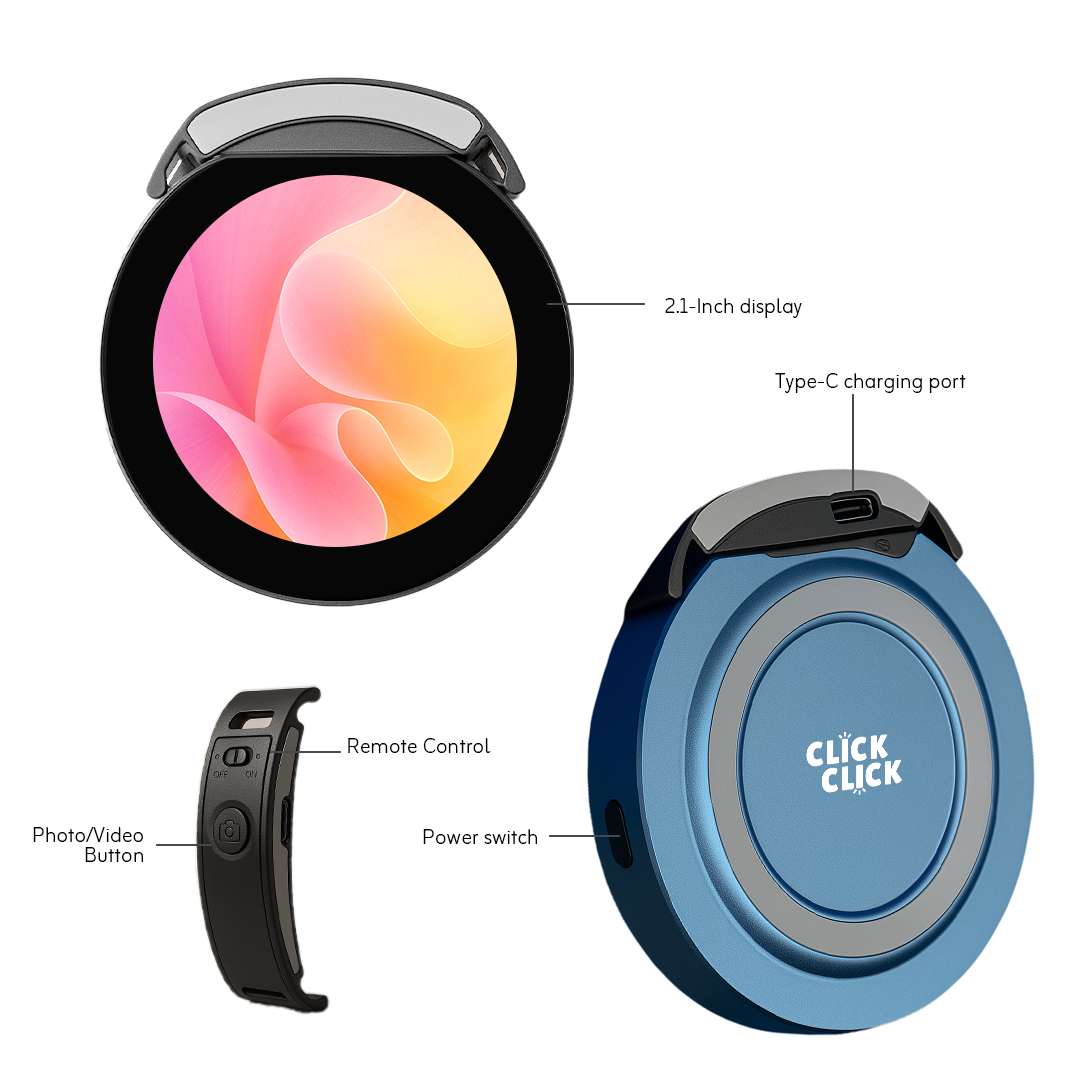 2.1-Inch display
Type-C charging port
Remote Control
OFF ON
Photo/Video
Button
Power switch
CLICK
CLICK